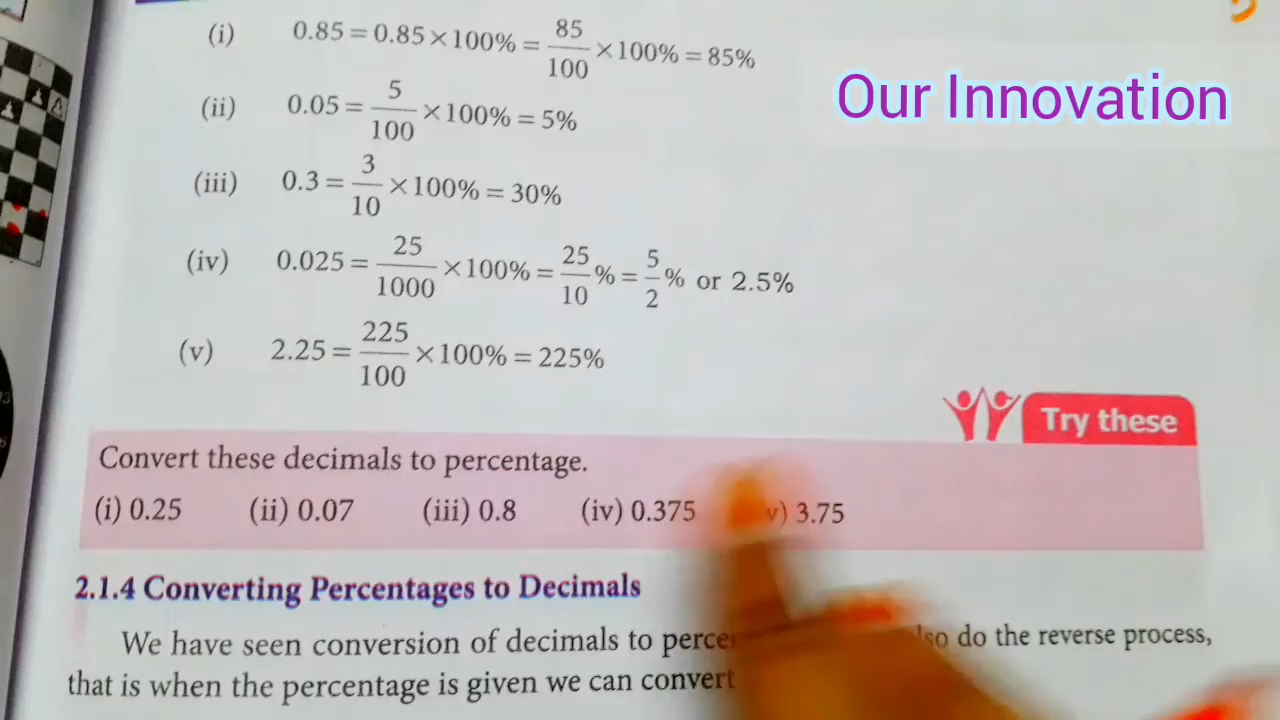 (i) 0.85 = 0.85 × 100% = 85/100 × 100% = 85%
Our Innovation
(ii) 0.05 = 5/100 × 100% = 5%
(iii) 0.3 = 3/10 × 100% = 30%
(iv) 0.025 = 25/1000 × 100% = 25/10 % = 5/2 % or 2.5%
(v) 2.25 = 225/100 × 100% = 225%
Try these
Convert these decimals to percentage.
(i) 0.25 (ii) 0.07 (iii) 0.8 (iv) 0.375 v) 3.75
2.1.4 Converting Percentages to Decimals
We have seen conversion of decimals to do the reverse process,
that is when the percentage is given we can convert